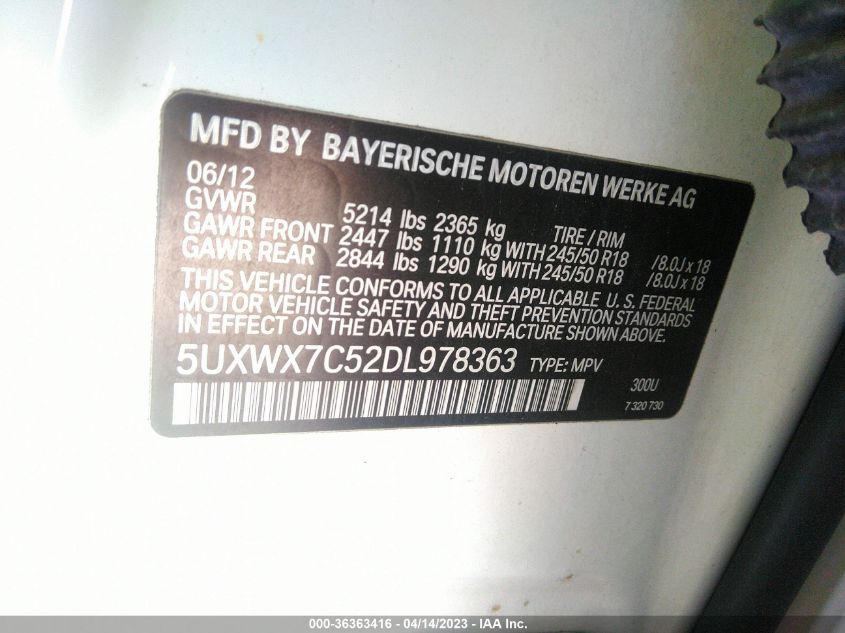 MFD BY BAYERISCHE MOTOREN WERKE AG
06/12
GVWR 5214 lbs 2365 kg TIRE / RIM
GAWR FRONT 2447 lbs 1110 kg WITH 245/50 R18 /8.0J x 18
GAWR REAR 2844 lbs 1290 kg WITH 245/50 R18 /8.0J x 18
THIS VEHICLE CONFORMS TO ALL APPLICABLE U. S. FEDERAL
MOTOR VEHICLE SAFETY AND THEFT PREVENTION STANDARDS
IN EFFECT ON THE DATE OF MANUFACTURE SHOWN ABOVE.
5UXWX7C52DL978363 TYPE: MPV
300U
7 320 730
000-36363416 - 04/14/2023 - IAA Inc.